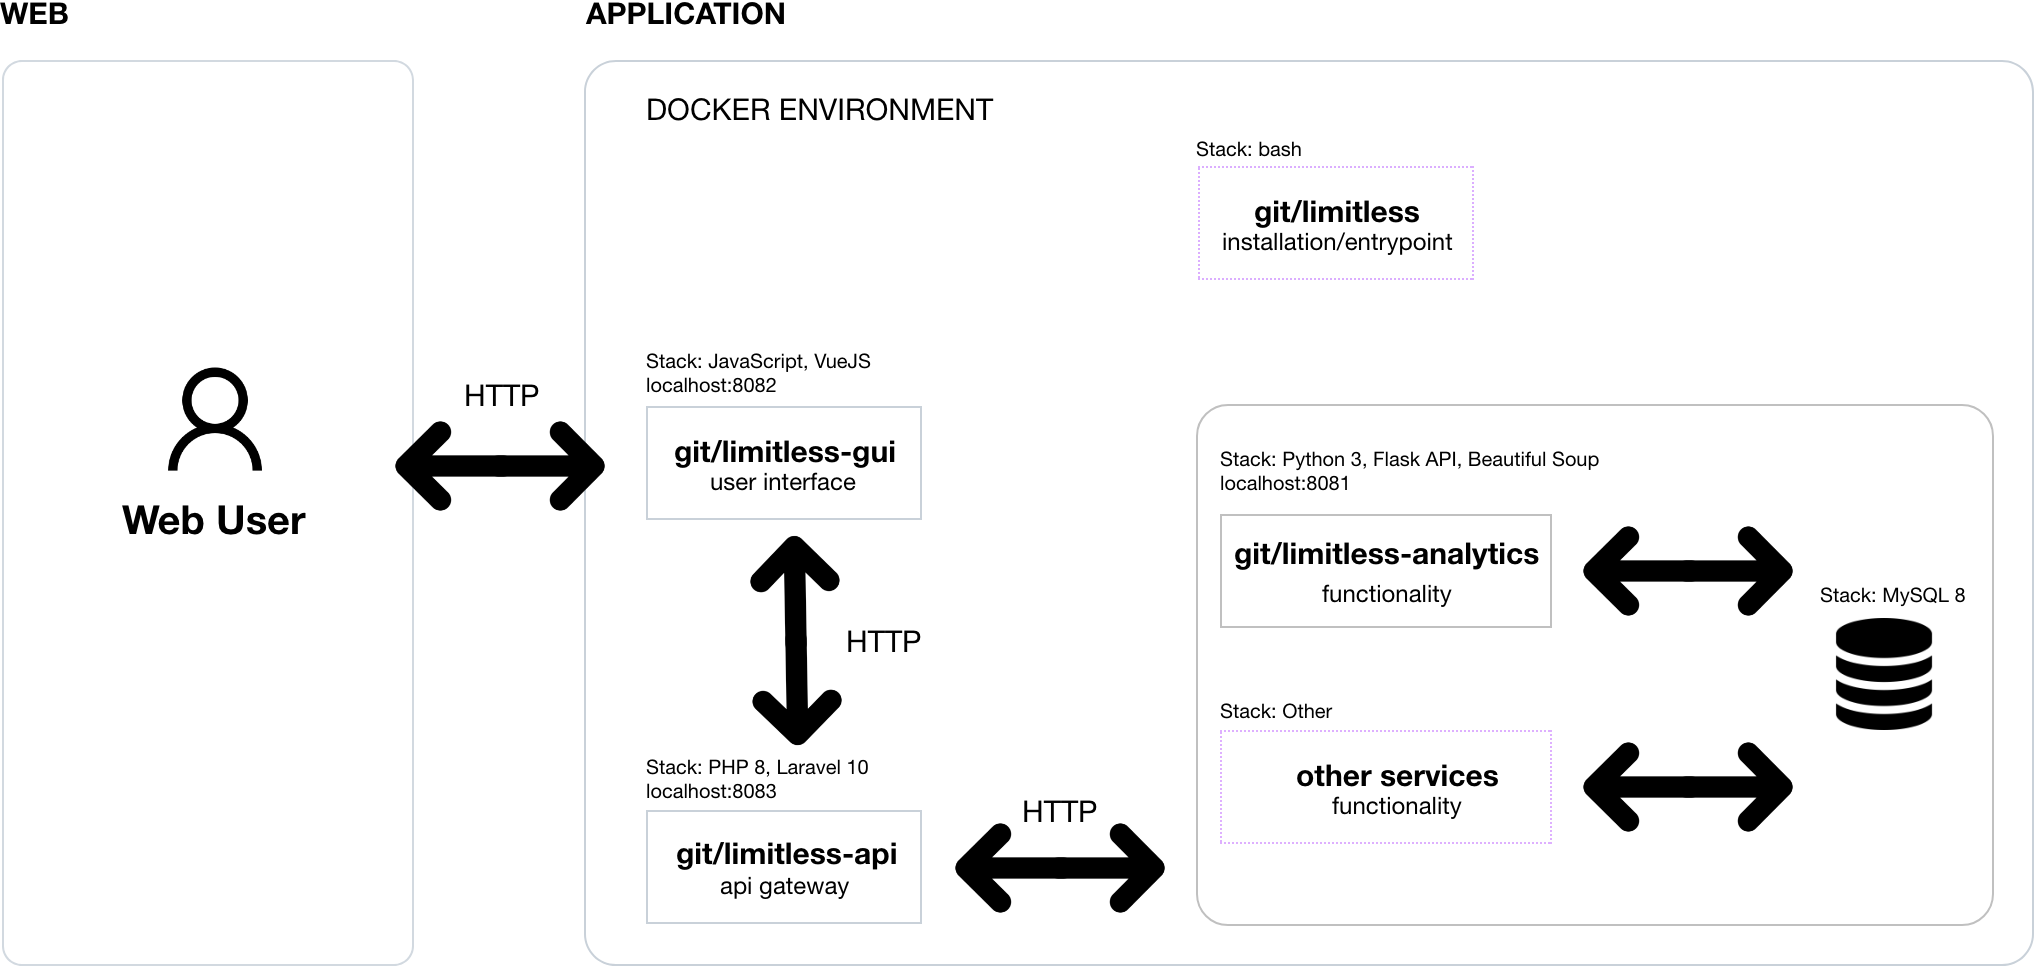 WEB
APPLICATION
DOCKER ENVIRONMENT
Stack: bash
git/limitless
installation/entrypoint
Web User
HTTP
Stack: JavaScript, VueJS
localhost:8082
git/limitless-gui
user interface
HTTP
Stack: PHP 8, Laravel 10
localhost:8083
git/limitless-api
api gateway
HTTP
Stack: Python 3, Flask API, Beautiful Soup
localhost:8081
git/limitless-analytics
functionality
Stack: MySQL 8
Stack: Other
other services
functionality